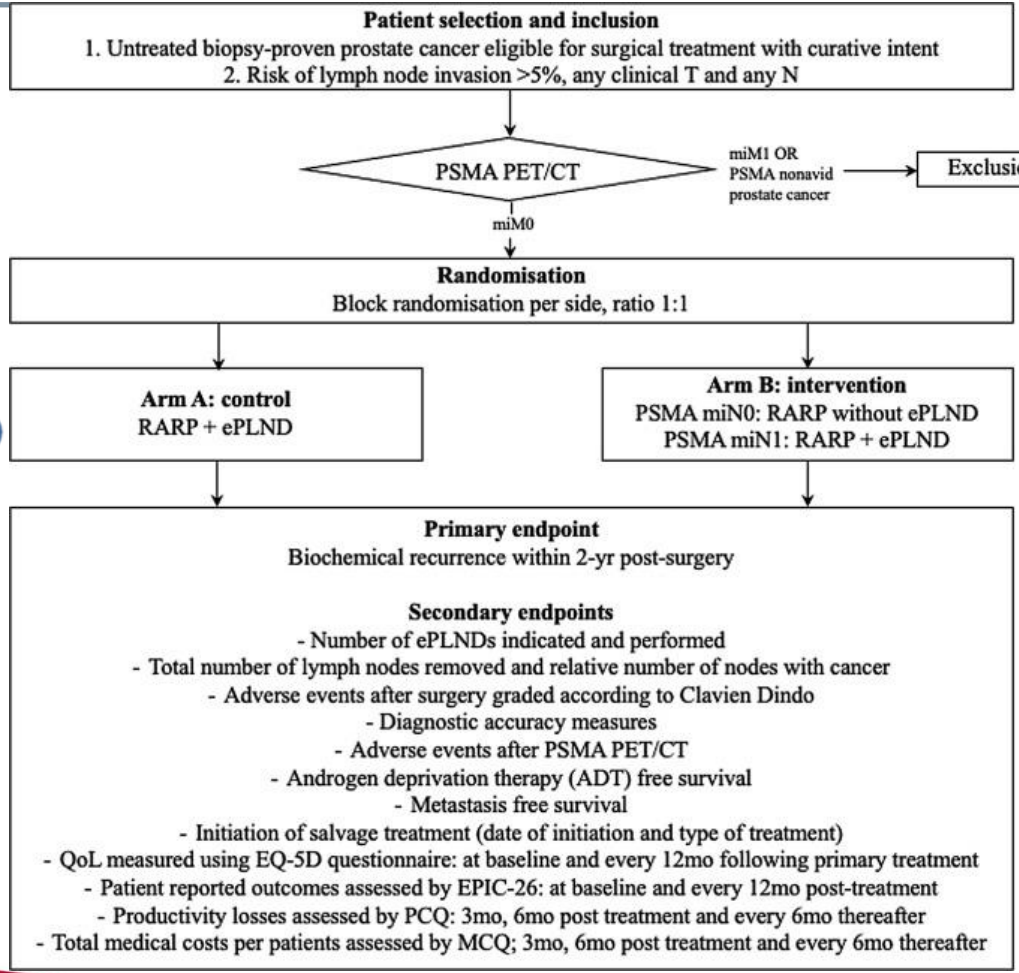 Patient selection and inclusion
1. Untreated biopsy-proven prostate cancer eligible for surgical treatment with curative intent
2. Risk of lymph node invasion >5%, any clinical T and any N
PSMA PET/CT
miM1 OR
PSMA nonavid
prostate cancer
Exclusi
miM0
Randomisation
Block randomisation per side, ratio 1:1
Arm A: control
RARP + ePLND
Arm B: intervention
PSMA miN0: RARP without ePLND
PSMA miN1: RARP + ePLND
Primary endpoint
Biochemical recurrence within 2-yr post-surgery
Secondary endpoints
- Number of ePLNDs indicated and performed
- Total number of lymph nodes removed and relative number of nodes with cancer
- Adverse events after surgery graded according to Clavien Dindo
- Diagnostic accuracy measures
- Adverse events after PSMA PET/CT
- Androgen deprivation therapy (ADT) free survival
- Metastasis free survival
- Initiation of salvage treatment (date of initiation and type of treatment)
- QoL measured using EQ-5D questionnaire: at baseline and every 12mo following primary treatment
- Patient reported outcomes assessed by EPIC-26: at baseline and every 12mo post-treatment
- Productivity losses assessed by PCQ: 3mo, 6mo post treatment and every 6mo thereafter
- Total medical costs per patients assessed by MCQ; 3mo, 6mo post treatment and every 6mo thereafter